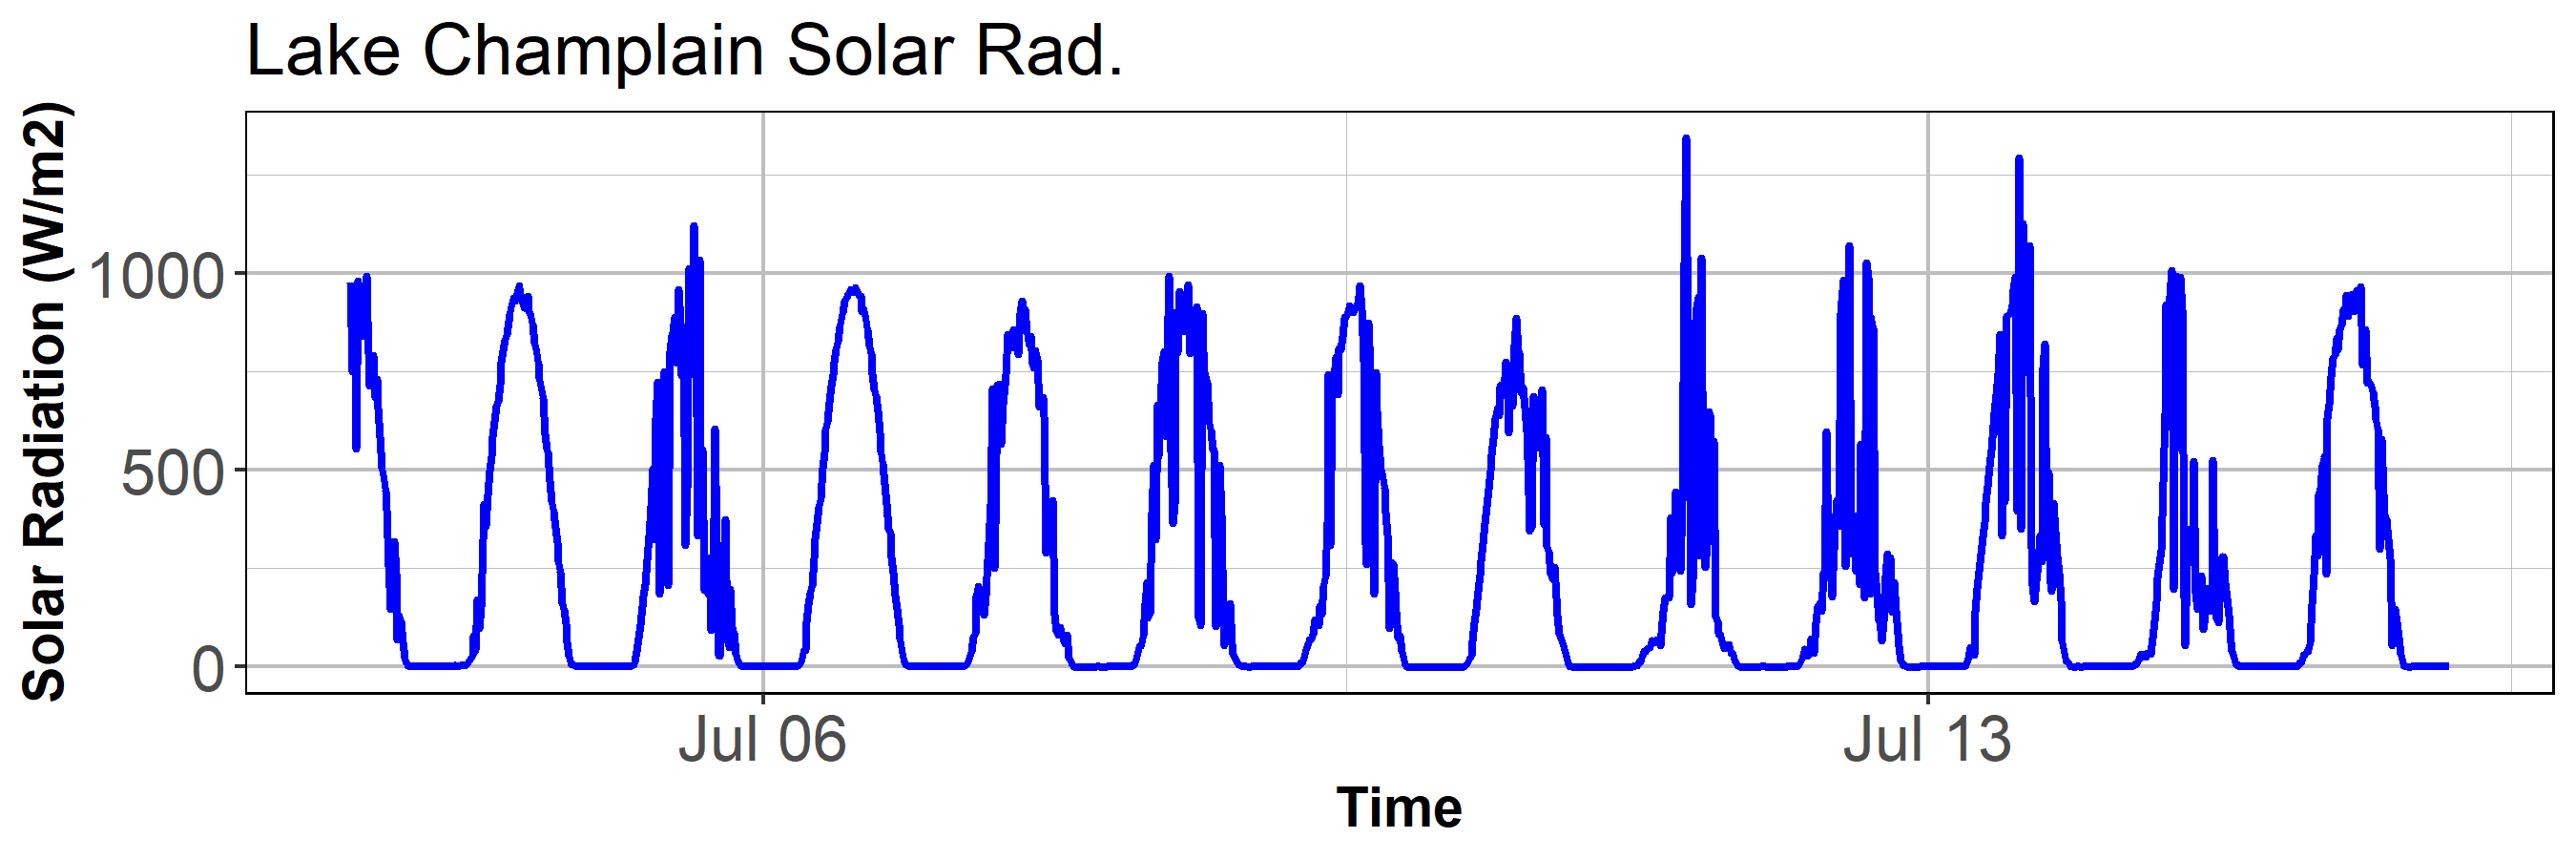 Lake Champlain Solar Rad.
Solar Radiation (W/m2)
1000
500
0
Jul 06
Jul 13
Time